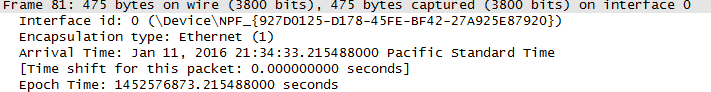 Frame 81: 475 bytes on wire (3800 bits), 475 bytes captured (3800 bits) on interface 0
Interface id: 0 (\Device\NPF_{927D0125-D178-45FE-BF42-27A925E87920})
Encapsulation type: Ethernet (1)
Arrival Time: Jan 11, 2016 21:34:33.215488000 Pacific Standard Time
[Time shift for this packet: 0.000000000 seconds]
Epoch Time: 1452576873.215488000 seconds